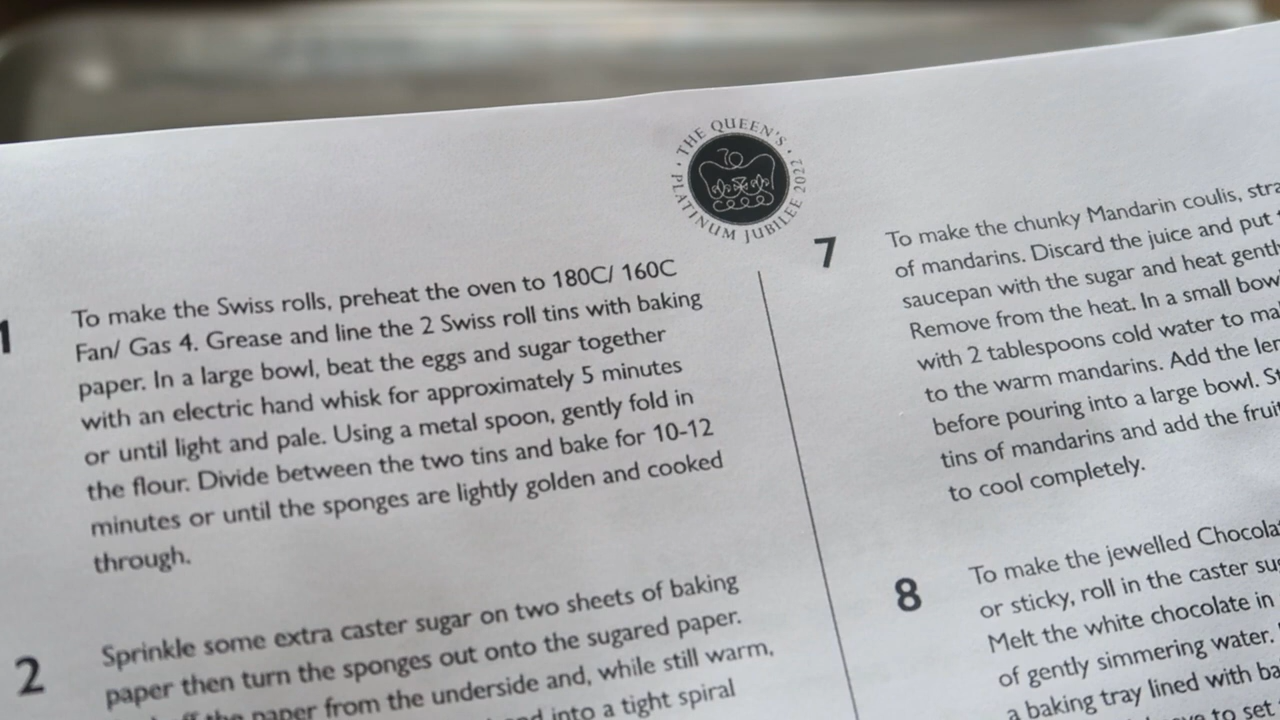 THE QUEEN'S
PLATINUM JUBILEE 2022
70
1
To make the Swiss rolls, preheat the oven to 180C/ 160C
Fan/ Gas 4. Grease and line the 2 Swiss roll tins with baking
paper. In a large bowl, beat the eggs and sugar together
with an electric hand whisk for approximately 5 minutes
or until light and pale. Using a metal spoon, gently fold in
the flour. Divide between the two tins and bake for 10-12
minutes or until the sponges are lightly golden and cooked
through.
2
Sprinkle some extra caster sugar on two sheets of baking
paper then turn the sponges out onto the sugared paper.
the paper from the underside and, while still warm,
into a tight spiral
7
To make the chunky Mandarin coulis,
of mandarins. Discard the juice and put
saucepan with the sugar and heat
Remove from the heat. In a small
with 2 tablespoons cold water to
to the warm mandarins. Add the
before pouring into a large bowl.
tins of mandarins and add the
to cool completely.
8
To make the jewelled
or sticky, roll in the caster
Melt the white chocolate in
of gently simmering water.
a baking tray lined with
to set